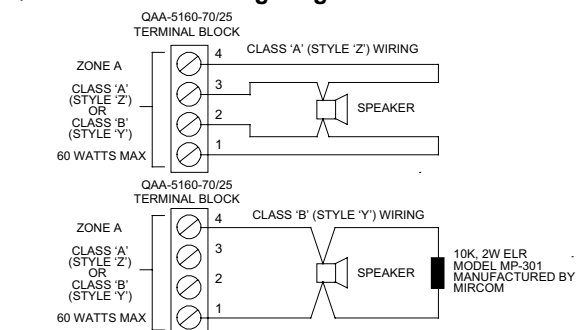 QAA-5160-70/25
TERMINAL BLOCK
CLASS 'A' (STYLE 'Z') WIRING
ZONE A
CLASS 'A'
(STYLE 'Z')
OR
CLASS 'B'
(STYLE 'Y')
60 WATTS MAX
4
3
2
1
SPEAKER
QAA-5160-70/25
TERMINAL BLOCK
CLASS 'B' (STYLE 'Y') WIRING
ZONE A
CLASS 'A'
(STYLE 'Z')
OR
CLASS 'B'
(STYLE 'Y')
60 WATTS MAX
4
3
2
1
SPEAKER
10K, 2W ELR
MODEL MP-301
MANUFACTURED BY
MIRCOM